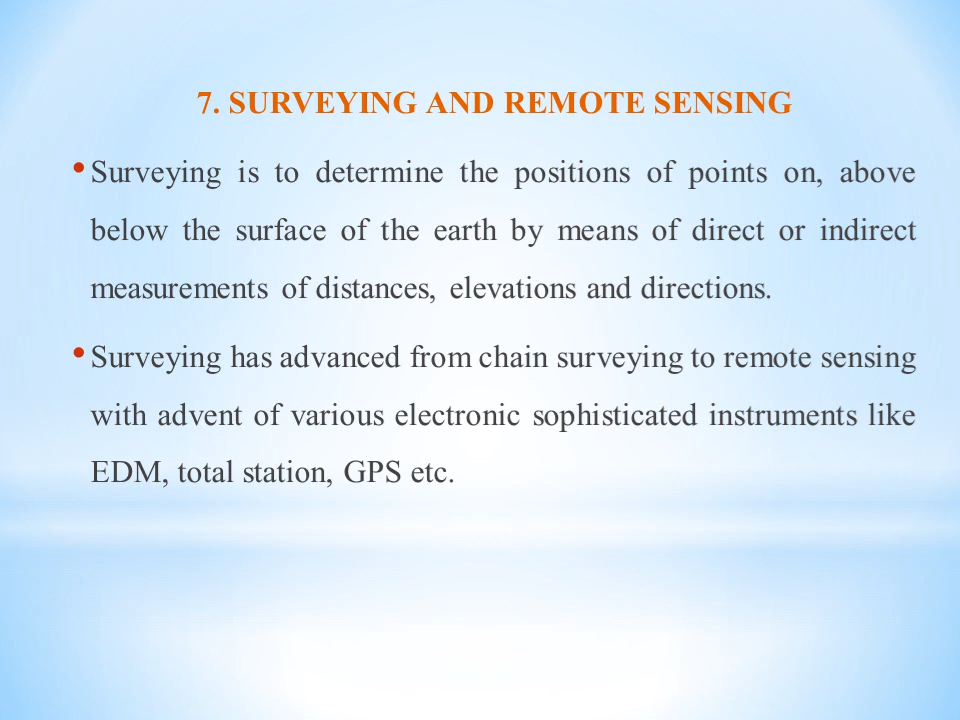 7. SURVEYING AND REMOTE SENSING
• Surveying is to determine the positions of points on, above
below the surface of the earth by means of direct or indirect
measurements of distances, elevations and directions.
• Surveying has advanced from chain surveying to remote sensing
with advent of various electronic sophisticated instruments like
EDM, total station, GPS etc.